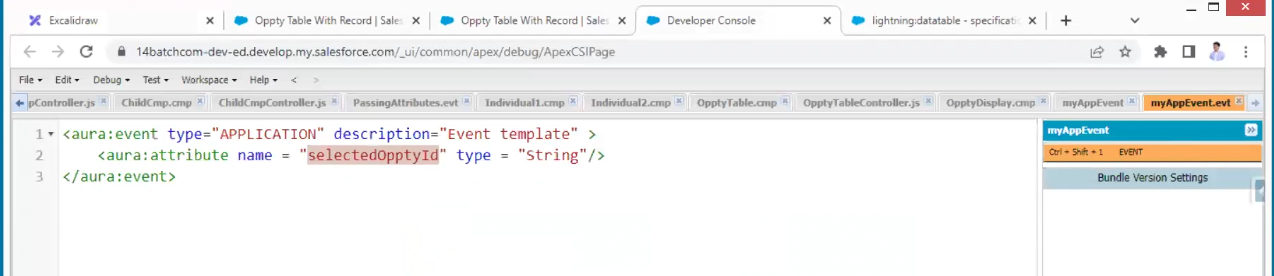 Excalidraw
Oppty Table With Record | Sales
Oppty Table With Record | Sales
Developer Console
lightning:datatable - specificatio
14batchcom-dev-ed.develop.my.salesforce.com/_ui/common/apex/debug/ApexCSIPage
File Edit Debug Test Workspace Help < >
pController.js ChildCmp.cmp ChildCmpController.js PassingAttributes.evt Individual1.cmp Individual2.cmp OpptyTable.cmp OpptyTableController.js OpptyDisplay.cmp myAppEvent myAppEvent.evt
1 <aura:event type="APPLICATION" description="Event template" >
2 <aura:attribute name = "selectedOpptyId" type = "String"/>
3 </aura:event>
myAppEvent
Ctrl + Shift + 1 EVENT
Bundle Version Settings